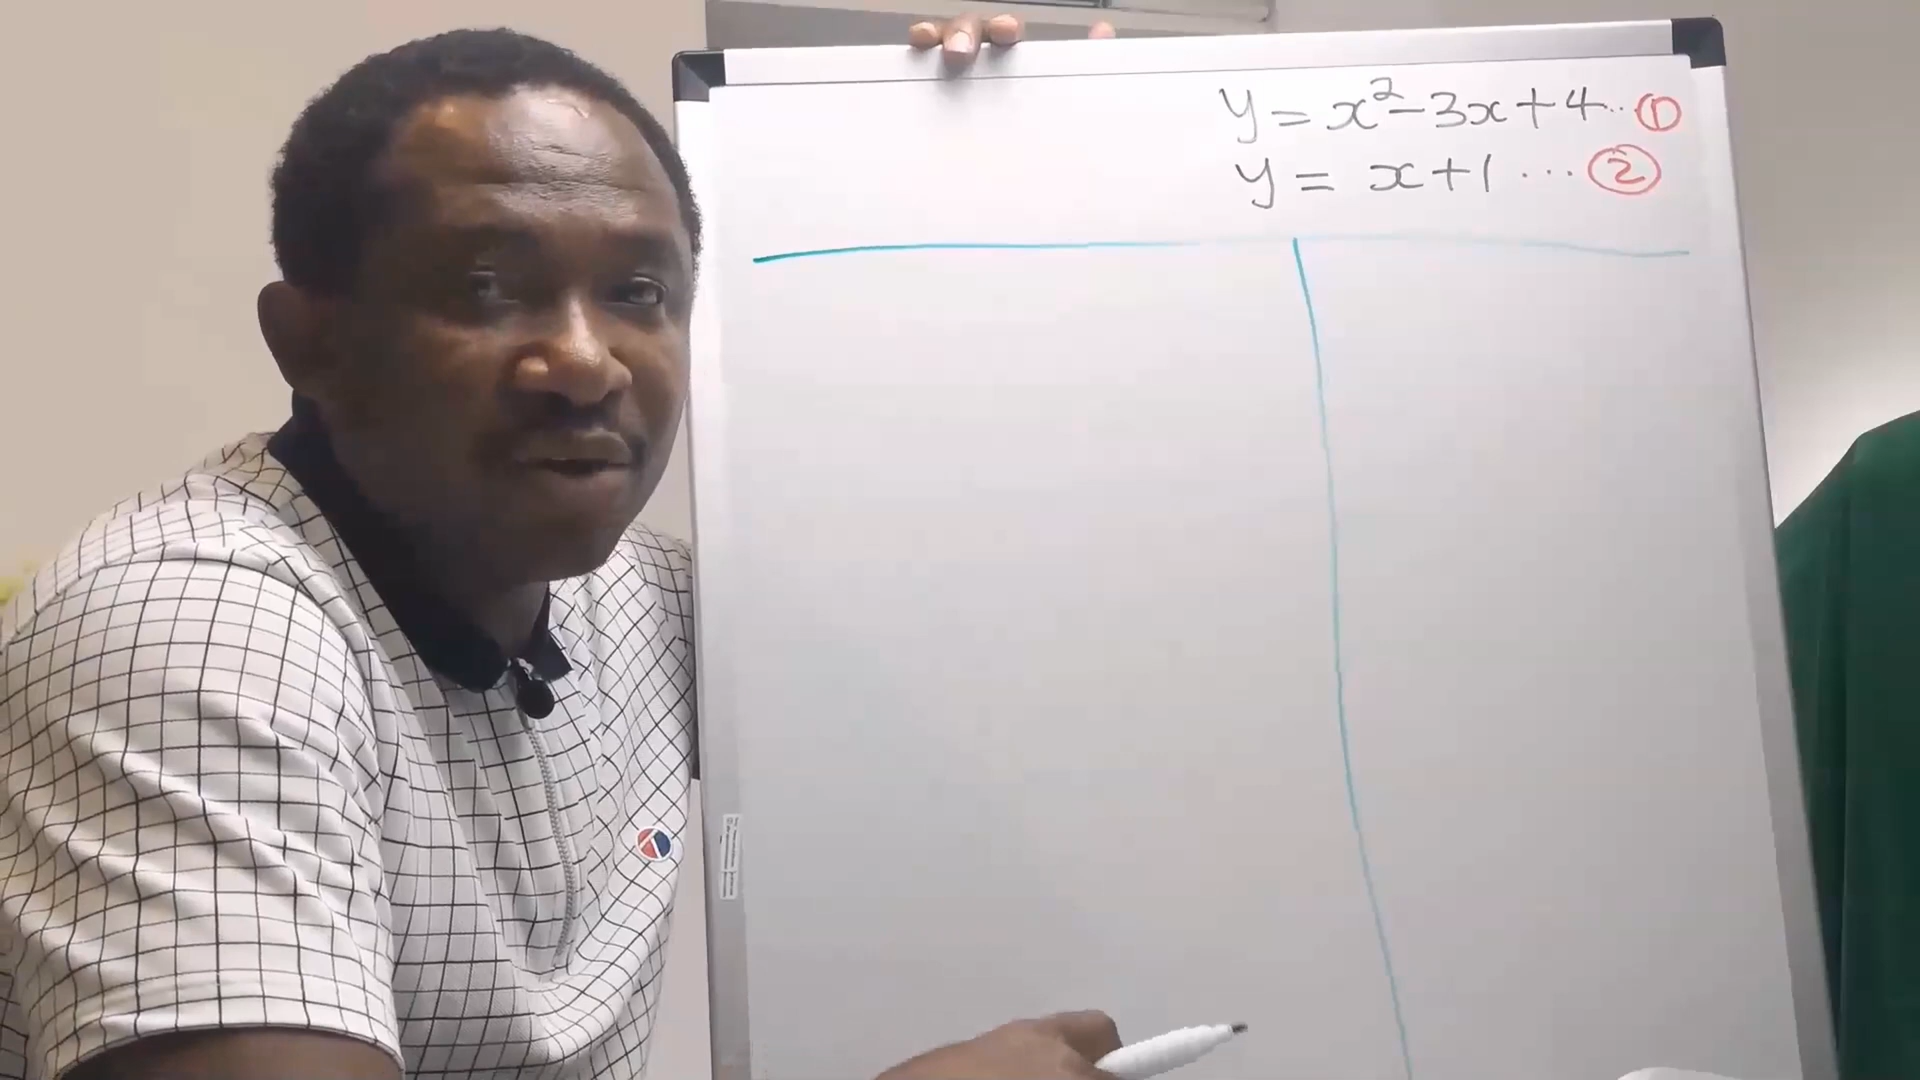 y = x² - 3x + 4 ... ①
y = x + 1 ... ②